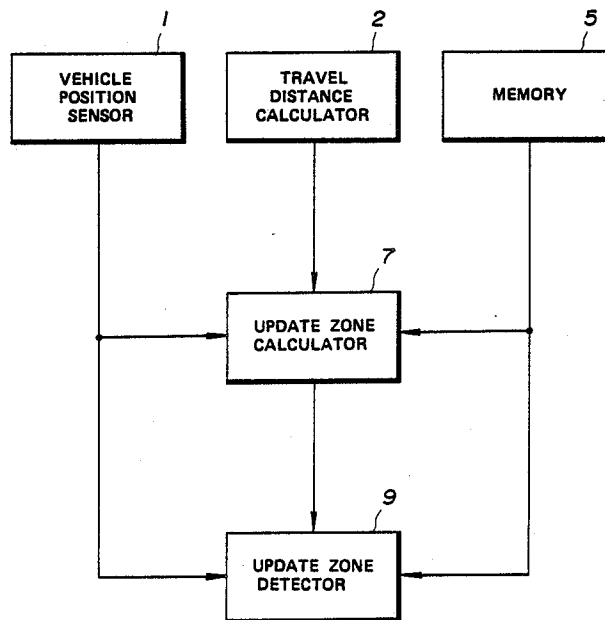 1
2
5
VEHICLE
POSITION
SENSOR
TRAVEL
DISTANCE
CALCULATOR
MEMORY
7
UPDATE ZONE
CALCULATOR
9
UPDATE ZONE
DETECTOR